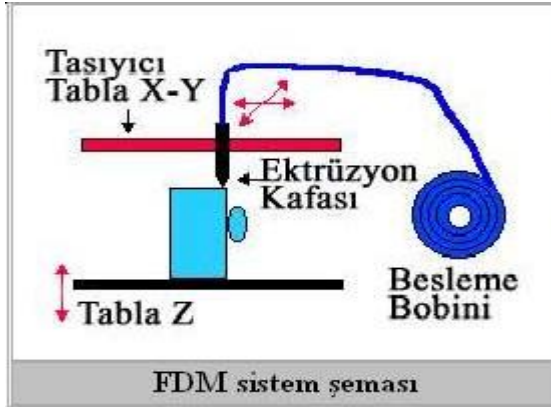 Tasıyıcı
Tabla X-Y
Ektrüzyon
Kafası
Besleme
Bobini
Tabla Z
FDM sistem şeması